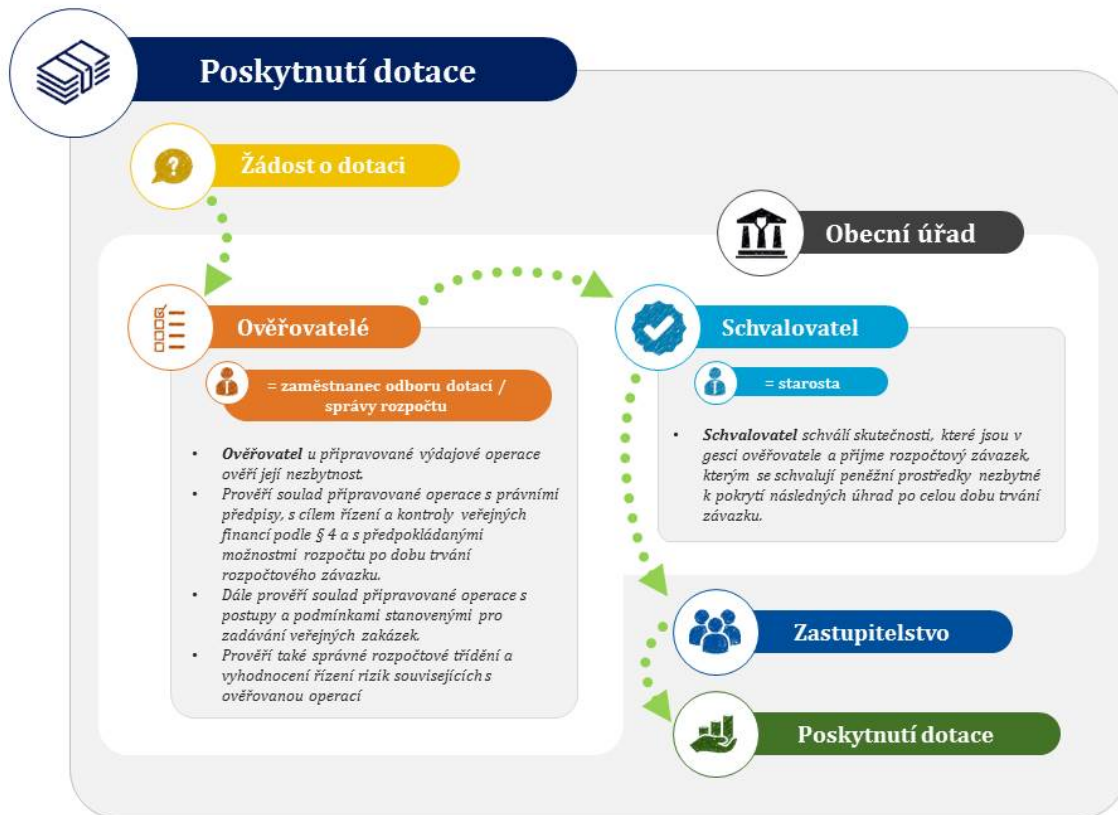 Poskytnutí dotace
Žádost o dotaci
Obecní úřad
Ověřovatelé
= zaměstnanec odboru dotací /
správy rozpočtu
• Ověřovatel u připravované výdajové operace
ověří její nezbytnost.
• Prověří soulad připravované operace s právními
předpisy, s cílem řízení a kontroly veřejných
financí podle § 4 a s předpokládanými
možnostmi rozpočtu po dobu trvání
rozpočtového závazku.
• Dále prověří soulad připravované operace s
postupy a podmínkami stanovenými pro
zadávání veřejných zakázek.
• Prověří také správné rozpočtové třídění a
vyhodnocení řízení rizik souvisejících s
ověřovanou operací
Schvalovatel
= starosta
• Schvalovatel schválí skutečnosti, které jsou v
gesci ověřovatele a přijme rozpočtový závazek,
kterým se schvalují peněžní prostředky nezbytné
k pokrytí následných úhrad po celou dobu trvání
závazku.
Zastupitelstvo
Poskytnutí dotace